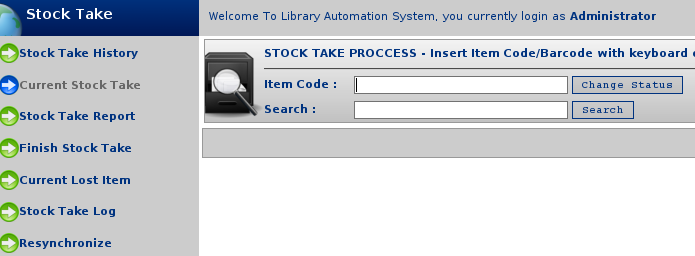 Stock Take
Welcome To Library Automation System, you currently login as Administrator
Stock Take History
Current Stock Take
Stock Take Report
Finish Stock Take
Current Lost Item
Stock Take Log
Resynchronize
STOCK TAKE PROCCESS - Insert Item Code/Barcode with keyboard
Item Code :
Change Status
Search :
Search